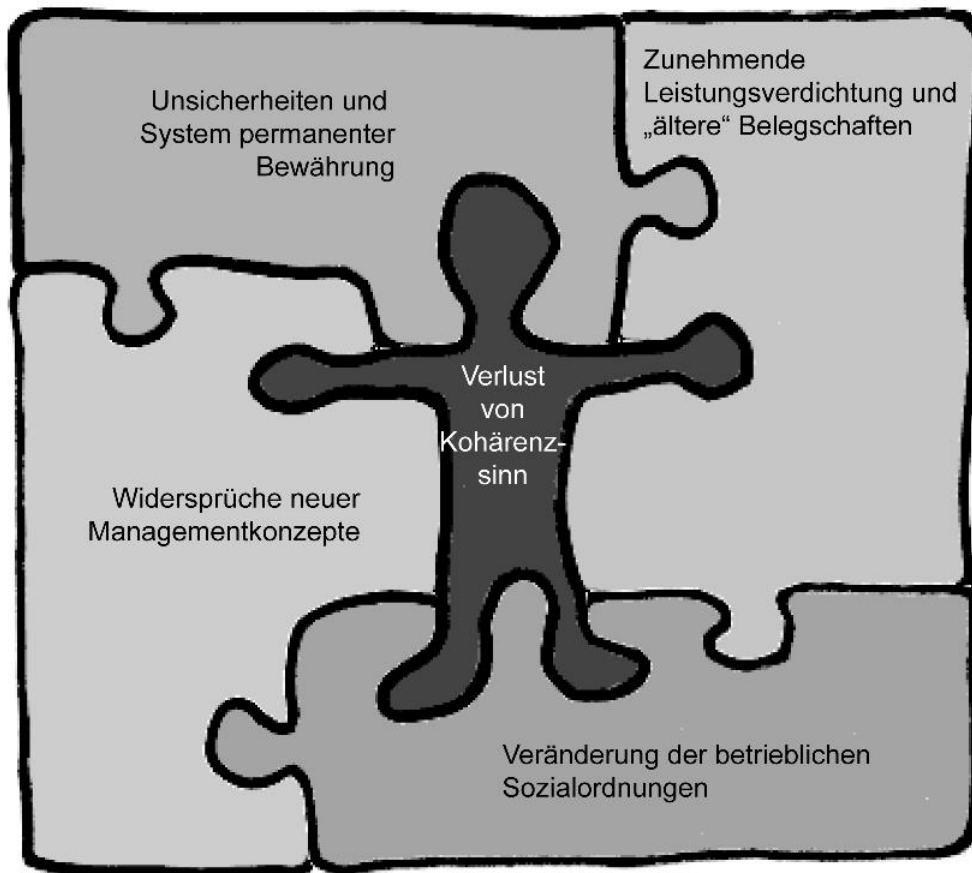 Unsicherheiten und
System permanenter
Bewährung
Zunehmende
Leistungsverdichtung und
„ältere“ Belegschaften
Verlust
von
Kohärenz-
sinn
Widersprüche neuer
Managementkonzepte
Veränderung der betrieblichen
Sozialordnungen